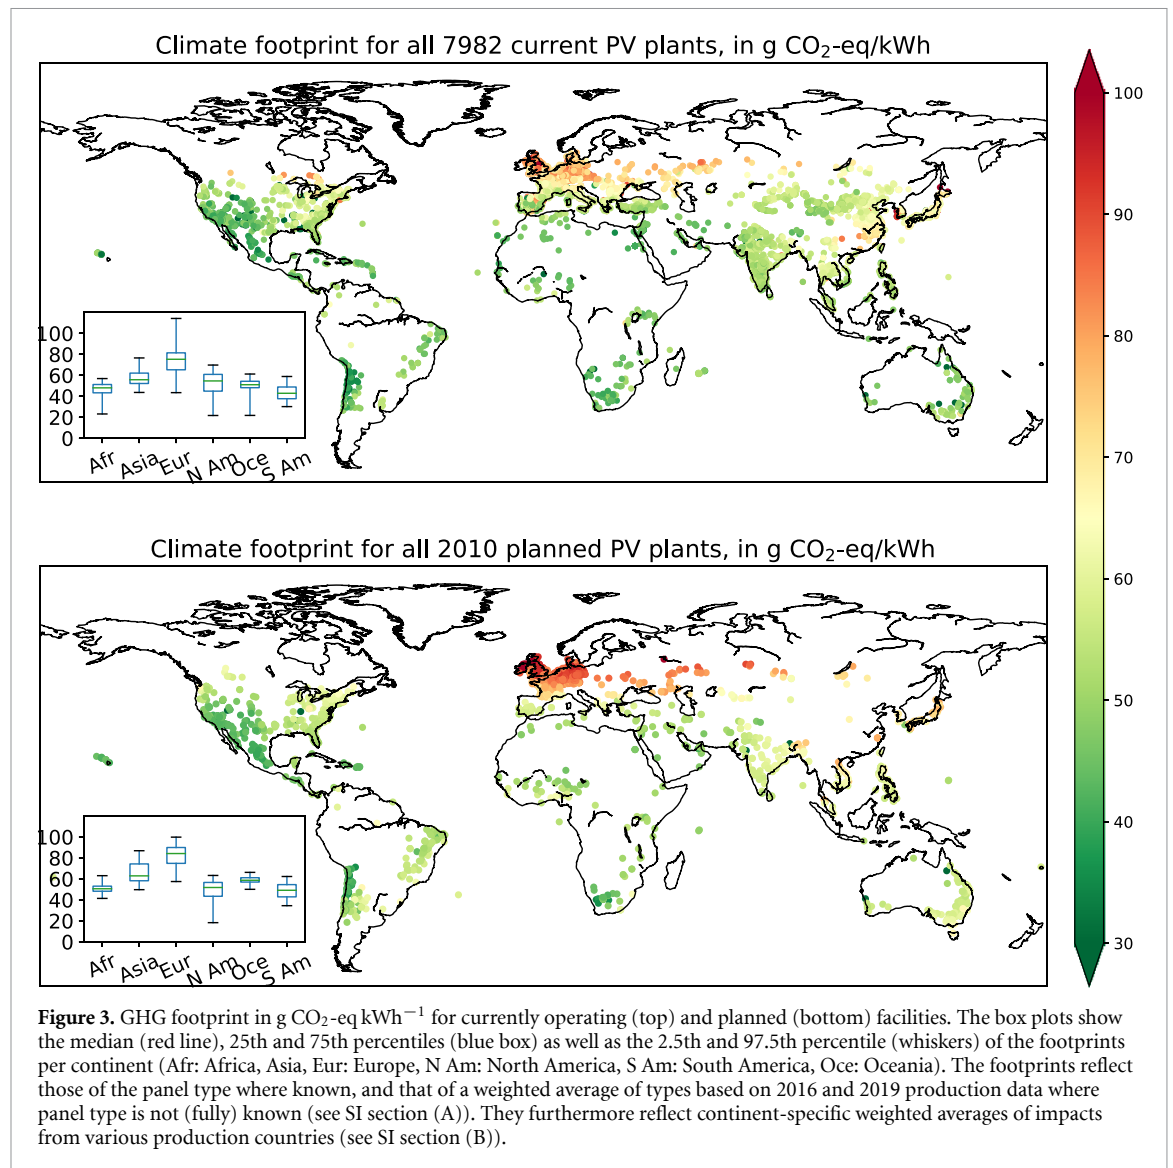 Climate footprint for all 7982 current PV plants, in g CO₂-eq/kWh
100
90
80
70
60
50
40
30
100
80
60
40
20
0
Afr
Asia
Eur
N Am
Oce
S Am
Climate footprint for all 2010 planned PV plants, in g CO₂-eq/kWh
100
80
60
40
20
0
Afr
Asia
Eur
N Am
Oce
S Am
Figure 3. GHG footprint in g CO₂-eq kWh⁻¹ for currently operating (top) and planned (bottom) facilities. The box plots show
the median (red line), 25th and 75th percentiles (blue box) as well as the 2.5th and 97.5th percentile (whiskers) of the footprints
per continent (Afr: Africa, Asia, Eur: Europe, N Am: North America, S Am: South America, Oce: Oceania). The footprints reflect
those of the panel type where known, and that of a weighted average of types based on 2016 and 2019 production data where
panel type is not (fully) known (see SI section (A)). They furthermore reflect continent-specific weighted averages of impacts
from various production countries (see SI section (B)).